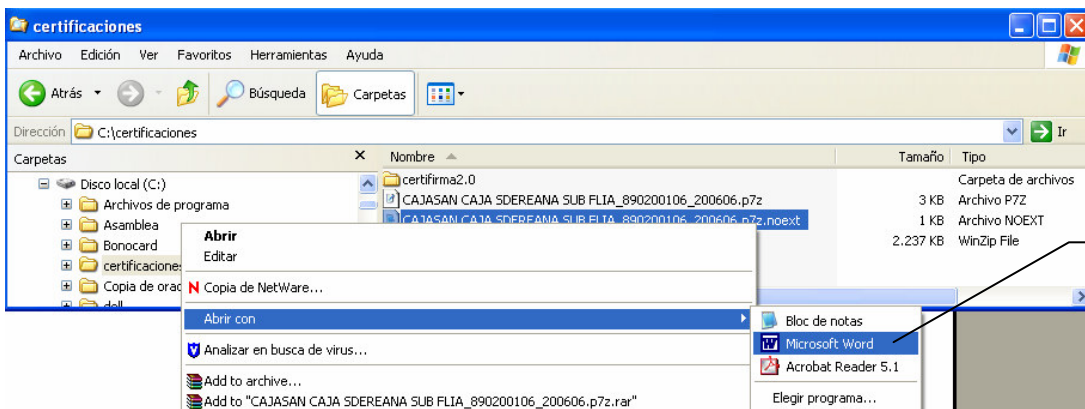 certificaciones
Archivo Edición Ver Favoritos Herramientas Ayuda
Atrás Búsqueda Carpetas
Dirección C:\certificaciones Ir
Carpetas Nombre Tamaño Tipo
Disco local (C:)
certifirma2.0 Carpeta de archivos
Archivos de programa
CAJASAN CAJA SDEREANA SUB FLIA_890200106_200606.p7z 3 KB Archivo P7Z
Asamblea
CAJASAN CAJA SDEREANA SUB FLIA_890200106_200606.p7z.noext 1 KB Archivo NOEXT
Bonocard
2.237 KB WinZip File
certificaciones
Copia de orac
dell
Abrir
Editar
Copia de NetWare...
Abrir con
Analizar en busca de virus...
Add to archive...
Add to "CAJASAN CAJA SDEREANA SUB FLIA_890200106_200606.p7z.rar"
Bloc de notas
Microsoft Word
Acrobat Reader 5.1
Elegir programa...